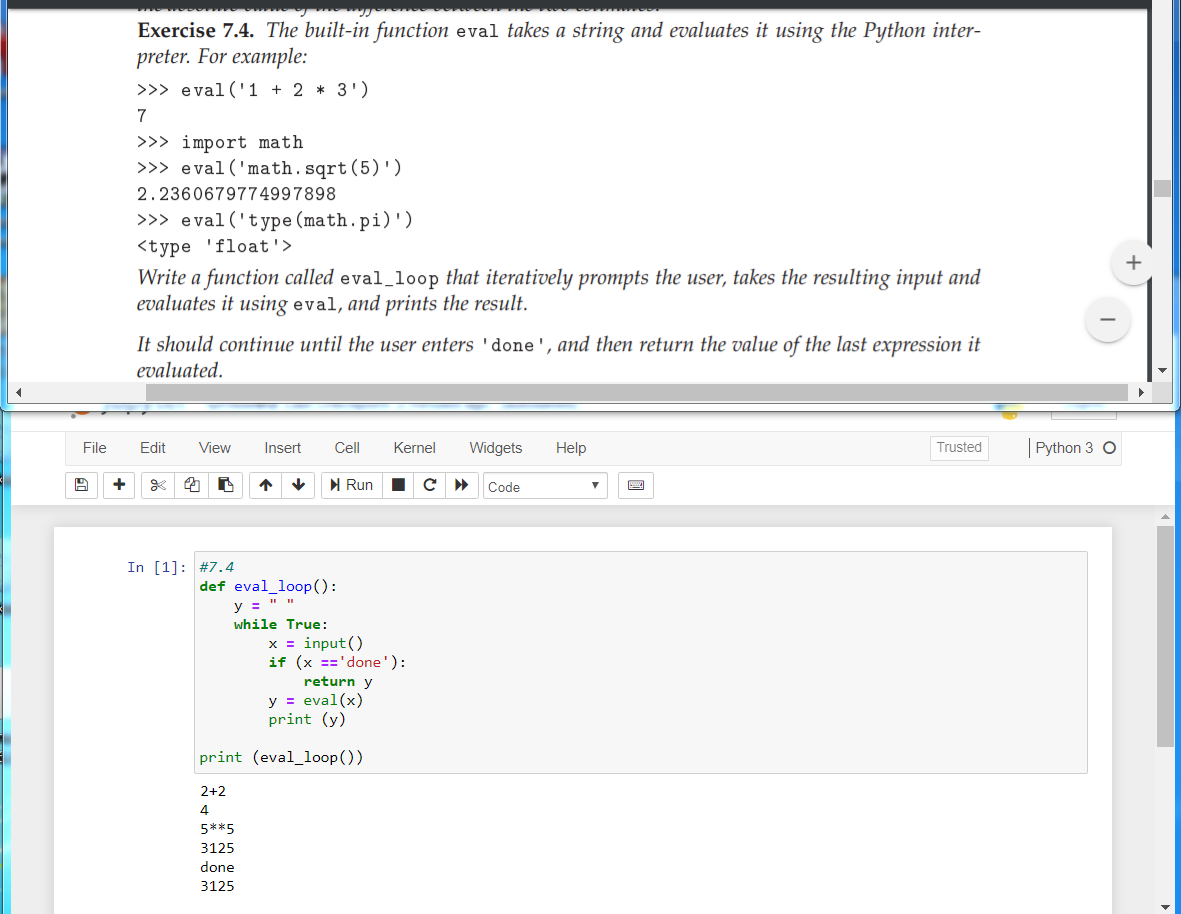 Exercise 7.4. The built-in function eval takes a string and evaluates it using the Python inter-
preter. For example:
>>> eval('1 + 2 * 3')
7
>>> import math
>>> eval('math.sqrt(5)')
2.2360679774997898
>>> eval('type(math.pi)')
<type 'float'>
Write a function called eval_loop that iteratively prompts the user, takes the resulting input and
evaluates it using eval, and prints the result.
It should continue until the user enters 'done', and then return the value of the last expression it
evaluated.
File Edit View Insert Cell Kernel Widgets Help Trusted Python 3
Run Code
In [1]: #7.4
def eval_loop():
    y = " "
    while True:
        x = input()
        if (x =='done'):
            return y
        y = eval(x)
        print (y)
print (eval_loop())
2+2
4
5**5
3125
done
3125